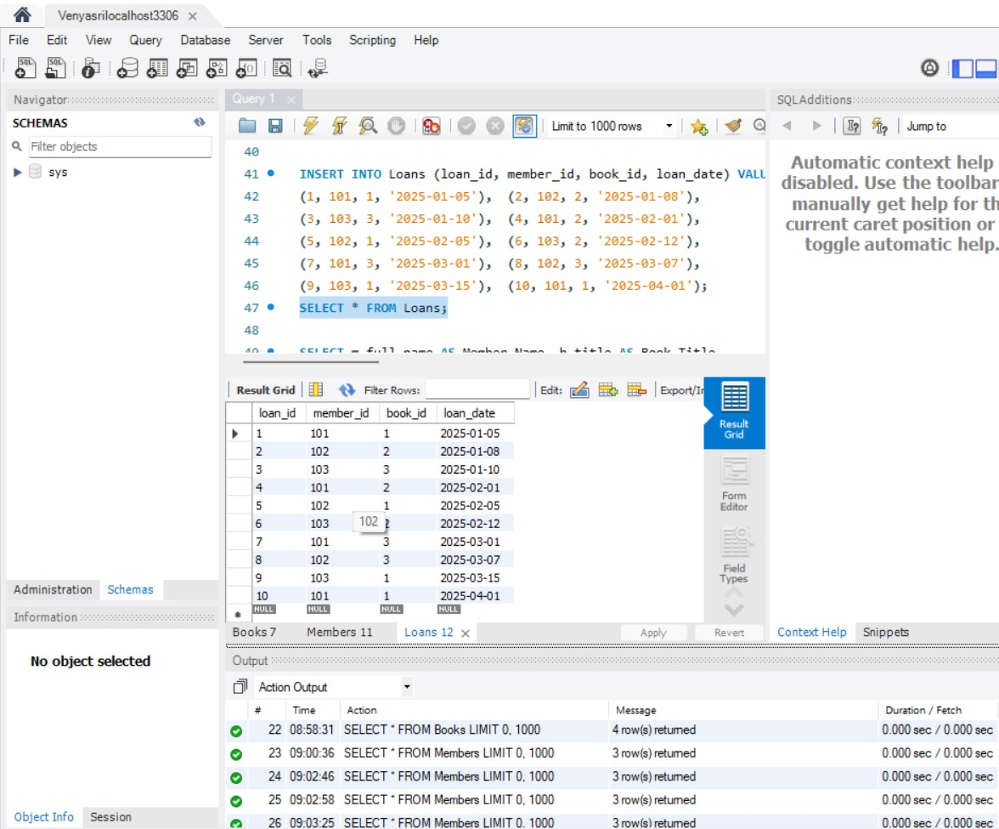 Venyasrilocalhost3306
File Edit View Query Database Server Tools Scripting Help
Navigator
SCHEMAS
Filter objects
sys
Administration Schemas
Information
No object selected
Object Info Session
Query 1
Limit to 1000 rows
40
41 INSERT INTO Loans (loan_id, member_id, book_id, loan_date) VALU
42 (1, 101, 1, '2025-01-05'), (2, 102, 2, '2025-01-08'),
43 (3, 103, 3, '2025-01-10'), (4, 101, 2, '2025-02-01'),
44 (5, 102, 1, '2025-02-05'), (6, 103, 2, '2025-02-12'),
45 (7, 101, 3, '2025-03-01'), (8, 102, 3, '2025-03-07'),
46 (9, 103, 1, '2025-03-15'), (10, 101, 1, '2025-04-01');
47 SELECT * FROM Loans;
48
49 SELECT m.full_name AS Member_Name, b.title AS Book_Title
Result Grid Filter Rows: Edit: Export/Im
loan_id member_id book_id loan_date
1 101 1 2025-01-05
2 102 2 2025-01-08
3 103 3 2025-01-10
4 101 2 2025-02-01
5 102 1 2025-02-05
6 103 2 2025-02-12
102
7 101 3 2025-03-01
8 102 3 2025-03-07
9 103 1 2025-03-15
10 101 1 2025-04-01
NULL NULL NULL NULL
Result
Grid
Form
Editor
Field
Types
Books 7 Members 11 Loans 12 Apply Revert
SQLAdditions
Jump to
Automatic context help
disabled. Use the toolbar
manually get help for th
current caret position or
toggle automatic help.
Context Help Snippets
Output
Action Output
# Time Action Message Duration / Fetch
22 08:58:31 SELECT * FROM Books LIMIT 0, 1000 4 row(s) returned 0.000 sec / 0.000 sec
23 09:00:36 SELECT * FROM Members LIMIT 0, 1000 3 row(s) returned 0.000 sec / 0.000 sec
24 09:02:46 SELECT * FROM Members LIMIT 0, 1000 3 row(s) returned 0.000 sec / 0.000 sec
25 09:02:58 SELECT * FROM Members LIMIT 0, 1000 3 row(s) returned 0.000 sec / 0.000 sec
26 09:03:25 SELECT * FROM Members LIMIT 0, 1000 3 row(s) returned 0.000 sec / 0.000 sec